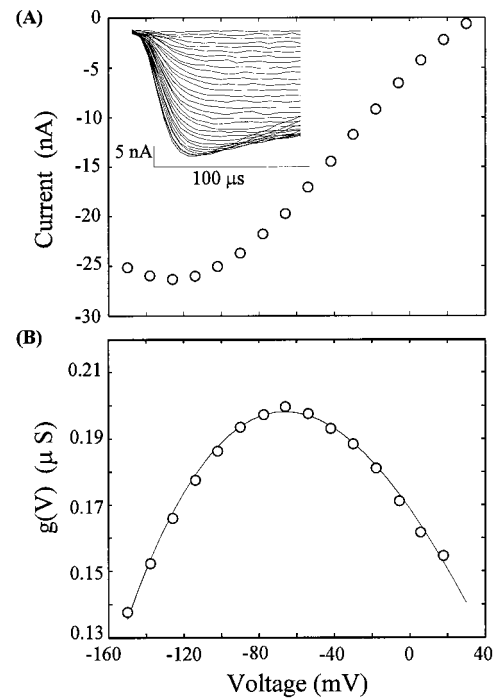 (A)
0
-5
-10
-15
-20
-25
-30
Current (nA)
5 nA
100 μs
(B)
0.21
0.19
0.17
0.15
0.13
g(V) (μ S)
-160
-120
-80
-40
0
40
Voltage (mV)